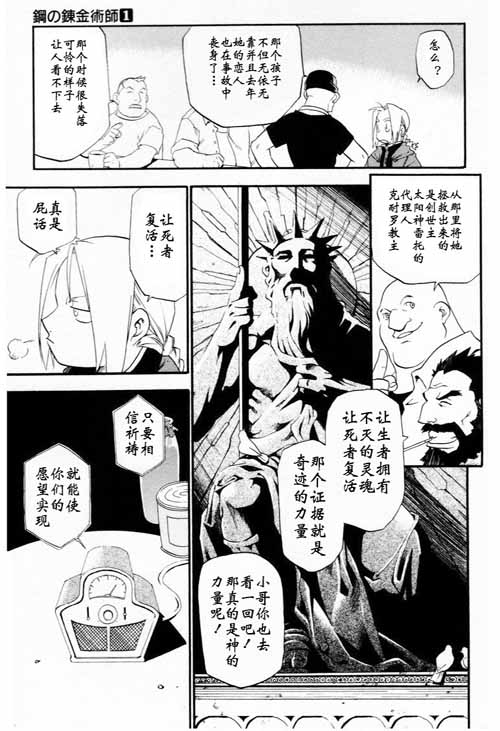 鋼の錬金術師1
怎么？
那个孩子
不但无依无
靠并且去年
她的恋人
也在事故中
丧身了…
那个时候很失落
可怜的样子
让人看不下去
从那里将她
拯救出来的
是创世主
太阳神雷托的
代理人
克耐罗教主
让生者拥有
不灭的灵魂
让死者复活
那个证据就是
奇迹的力量
小哥你也去
看一回吧！
那真的是神的
力量呢！
让死者
复活…
真是
屁话
只要相
信祈祷
就能使
你们的
愿望实现